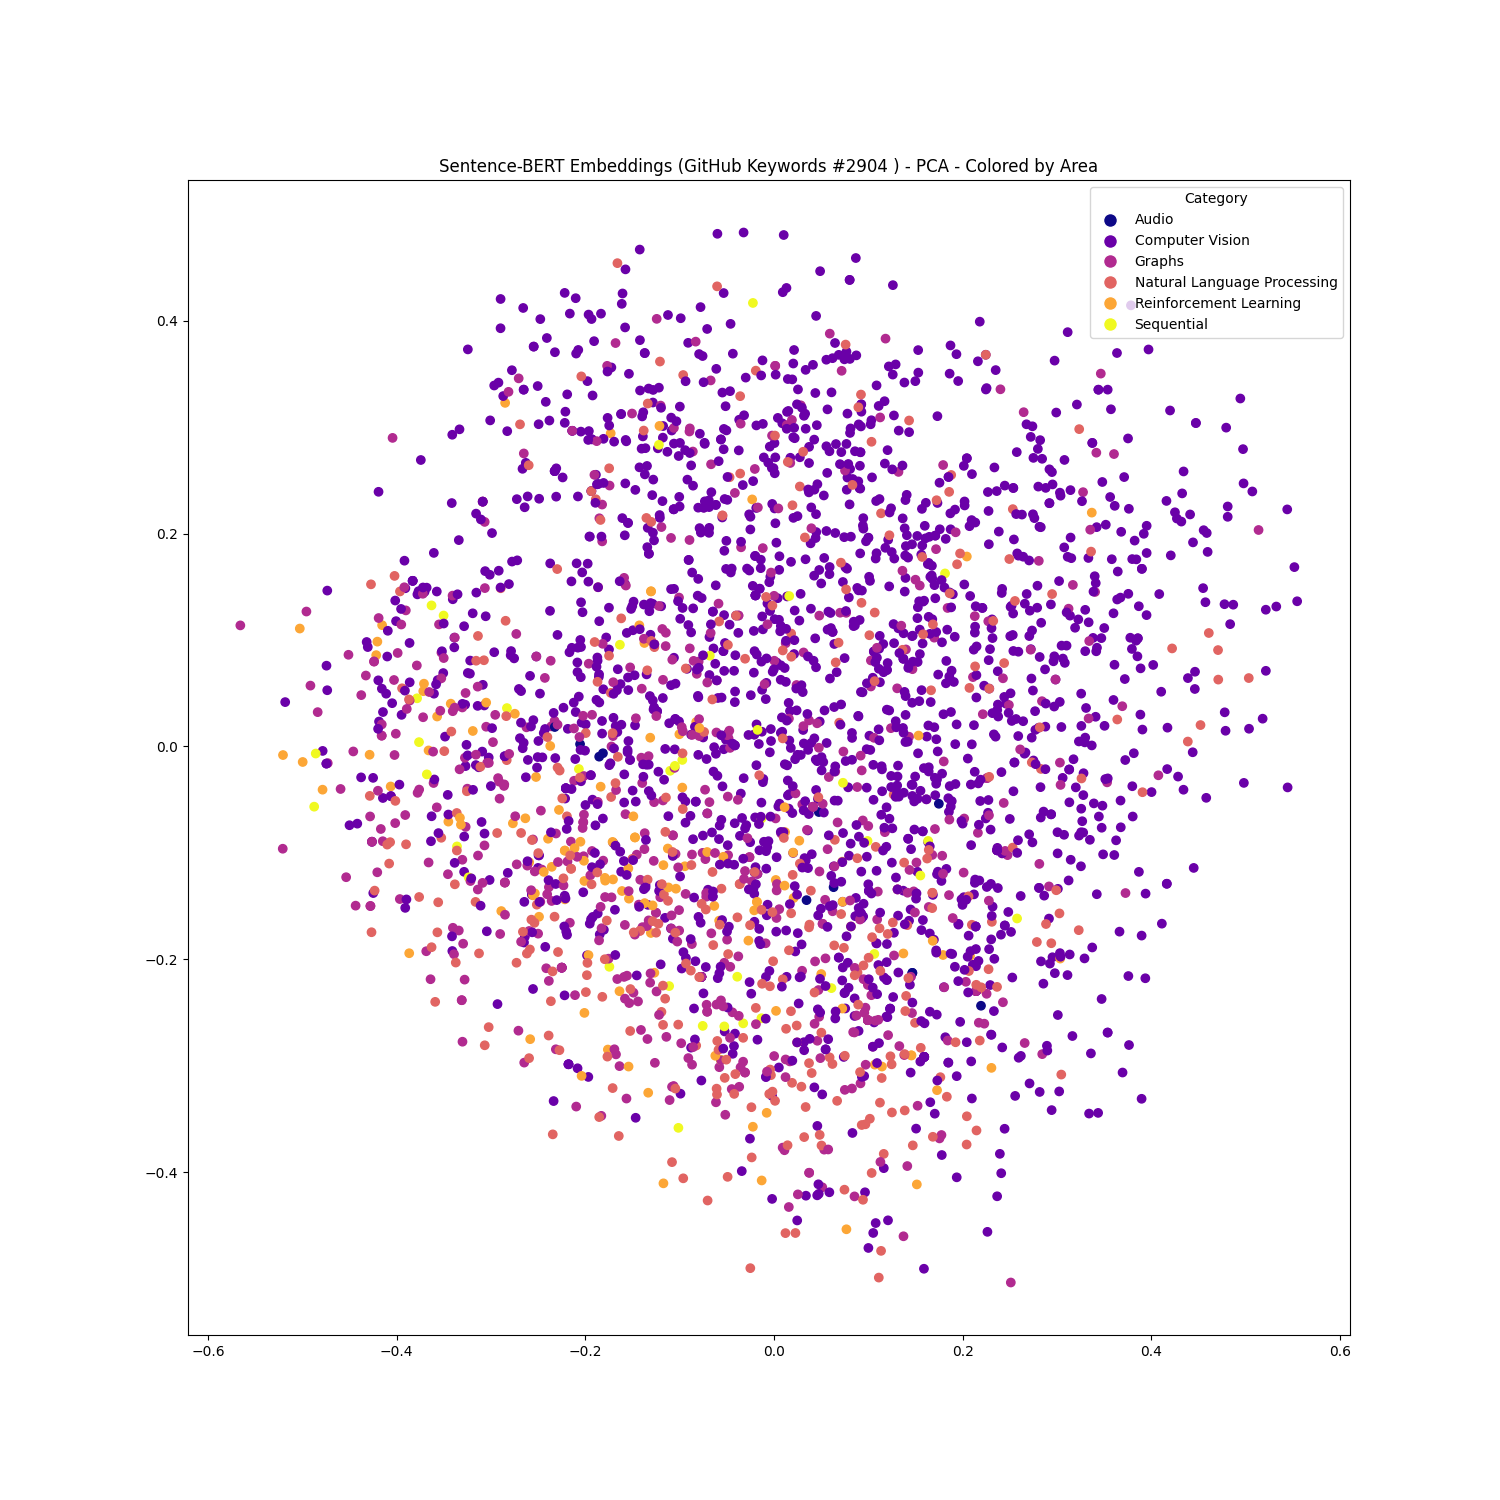 Sentence-BERT Embeddings (GitHub Keywords #2904 ) - PCA - Colored by Area
Category
Audio
Computer Vision
Graphs
Natural Language Processing
Reinforcement Learning
Sequential
0.4
0.2
0.0
−0.2
−0.4
−0.6
−0.4
−0.2
0.0
0.2
0.4
0.6